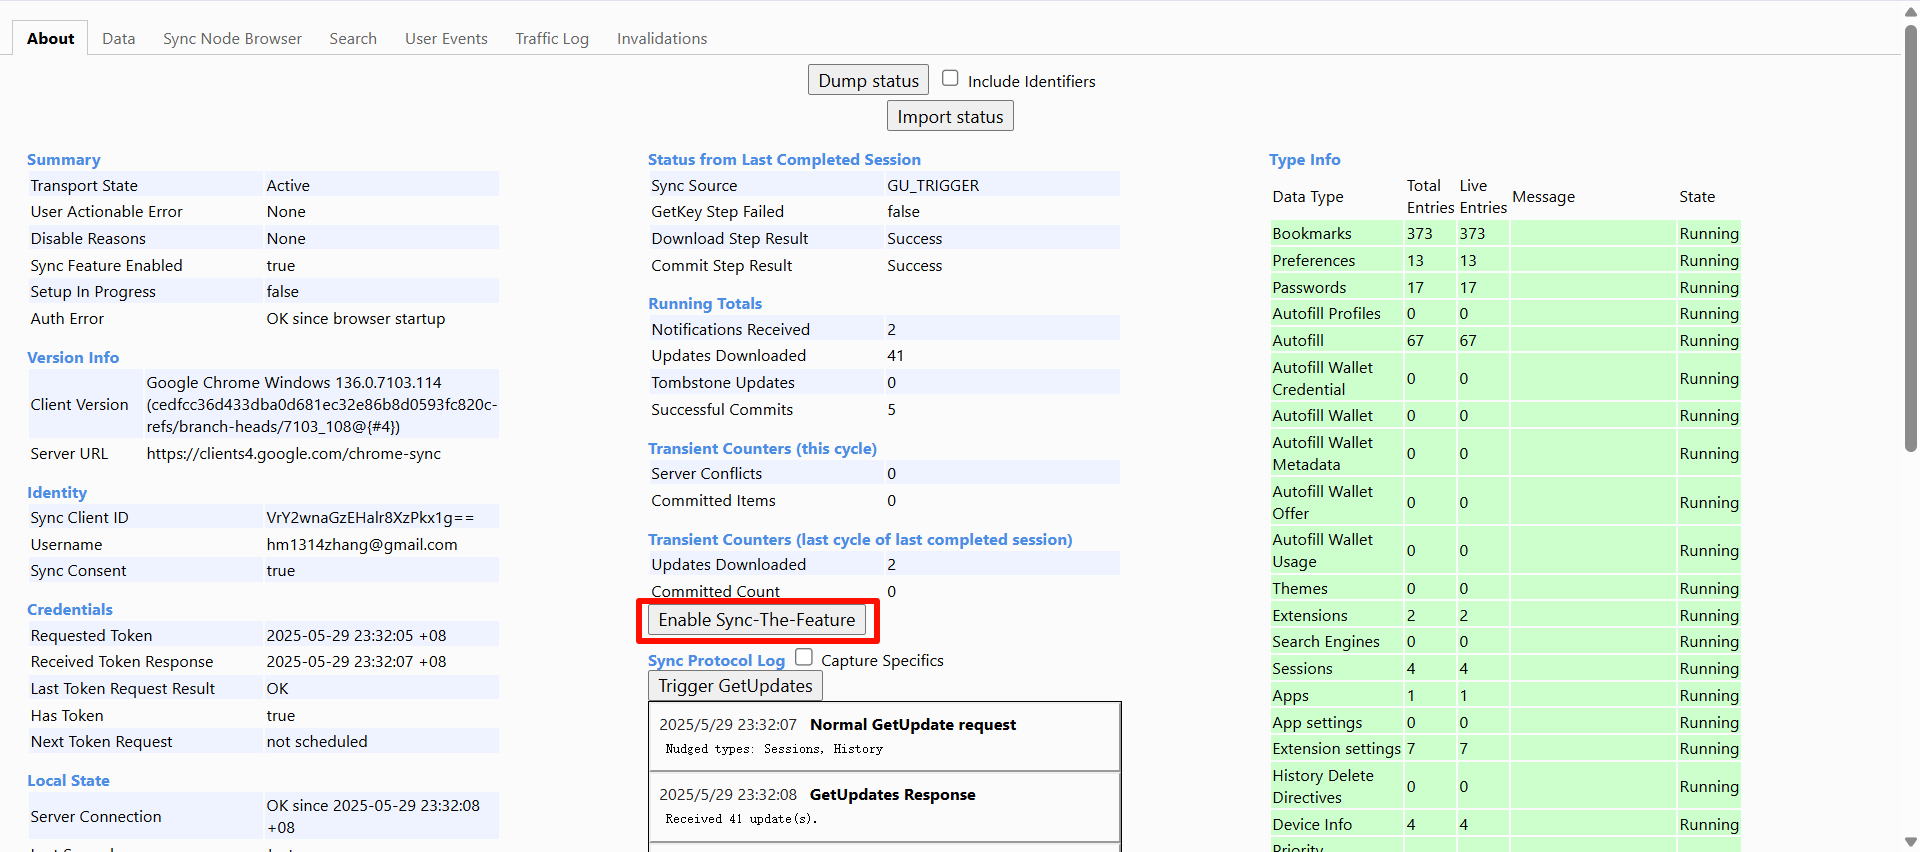 About Data Sync Node Browser Search User Events Traffic Log Invalidations
Dump status Include Identifiers
Import status
Summary
Transport State Active
User Actionable Error None
Disable Reasons None
Sync Feature Enabled true
Setup In Progress false
Auth Error OK since browser startup
Version Info
Client Version Google Chrome Windows 136.0.7103.114
(cedfcc36d433dba0d681ec32e86b8d0593fc820c-
refs/branch-heads/7103_108@{#4})
Server URL https://clients4.google.com/chrome-sync
Identity
Sync Client ID VrY2wnaGzEHalr8XzPkx1g==
Username hm1314zhang@gmail.com
Sync Consent true
Credentials
Requested Token 2025-05-29 23:32:05 +08
Received Token Response 2025-05-29 23:32:07 +08
Last Token Request Result OK
Has Token true
Next Token Request not scheduled
Local State
Server Connection OK since 2025-05-29 23:32:08
+08
Status from Last Completed Session
Sync Source GU_TRIGGER
GetKey Step Failed false
Download Step Result Success
Commit Step Result Success
Running Totals
Notifications Received 2
Updates Downloaded 41
Tombstone Updates 0
Successful Commits 5
Transient Counters (this cycle)
Server Conflicts 0
Committed Items 0
Transient Counters (last cycle of last completed session)
Updates Downloaded 2
Committed Count 0
Enable Sync-The-Feature
Sync Protocol Log Capture Specifics
Trigger GetUpdates
2025/5/29 23:32:07 Normal GetUpdate request
Nudged types: Sessions, History
2025/5/29 23:32:08 GetUpdates Response
Received 41 update(s).
Type Info
Data Type Total Entries Live Entries Message State
Bookmarks 373 373 Running
Preferences 13 13 Running
Passwords 17 17 Running
Autofill Profiles 0 0 Running
Autofill 67 67 Running
Autofill Wallet Credential 0 0 Running
Autofill Wallet 0 0 Running
Autofill Wallet Metadata 0 0 Running
Autofill Wallet Offer 0 0 Running
Autofill Wallet Usage 0 0 Running
Themes 0 0 Running
Extensions 2 2 Running
Search Engines 0 0 Running
Sessions 4 4 Running
Apps 1 1 Running
App settings 0 0 Running
Extension settings 7 7 Running
History Delete Directives 0 0 Running
Device Info 4 4 Running
Priority